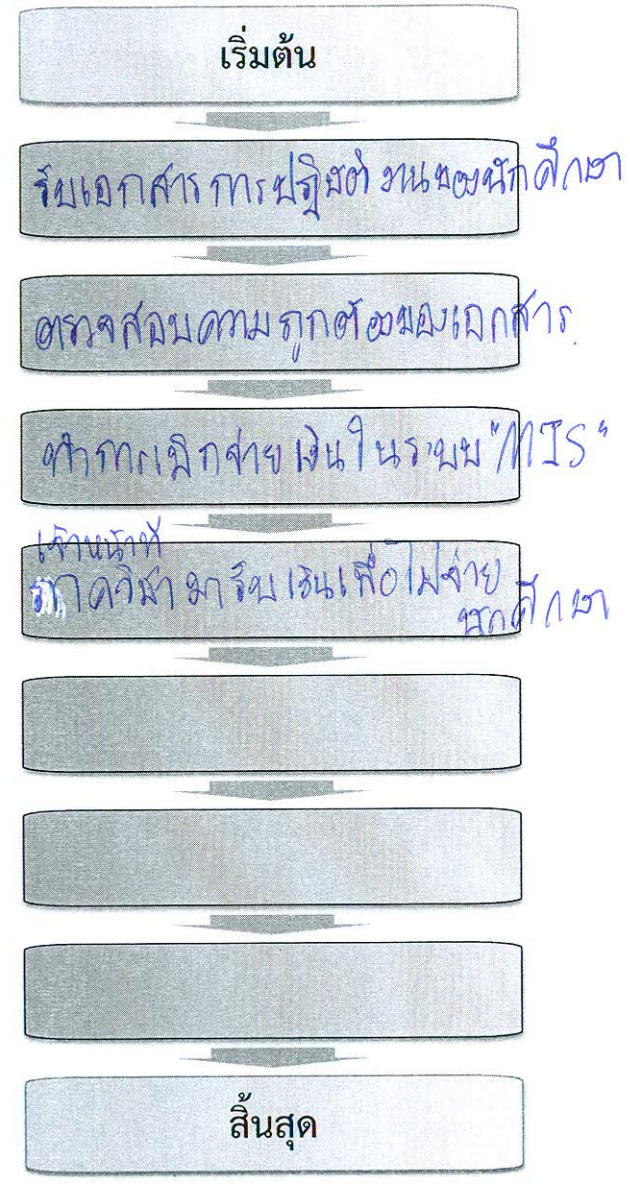 เริ่มต้น
รับเอกสารการปฏิบัติงานของนักศึกษา
ตรวจสอบความถูกต้องของเอกสาร
ทำการเบิกจ่ายเงินในระบบ "MIS"
เจ้าหน้าที่
ภาควิชามารับเงินเพื่อไปจ่าย
นักศึกษา
สิ้นสุด